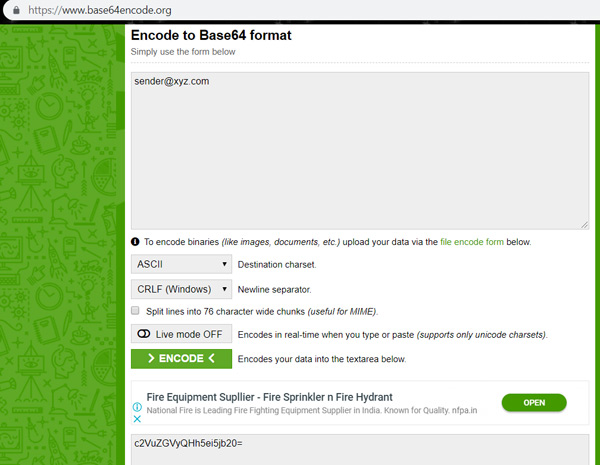 https://www.base64encode.org
Encode to Base64 format
Simply use the form below
sender@xyz.com
To encode binaries (like images, documents, etc.) upload your data via the file encode form below.
ASCII Destination charset.
CRLF (Windows) Newline separator.
Split lines into 76 character wide chunks (useful for MIME).
Live mode OFF Encodes in real-time when you type or paste (supports only unicode charsets).
> ENCODE < Encodes your data into the textarea below.
Fire Equipment Supllier - Fire Sprinkler n Fire Hydrant
National Fire is Leading Fire Fighting Equipment Supplier in India. Known for Quality. nfpa.in
OPEN
c2VuZGVyQHh5ei5jb20=